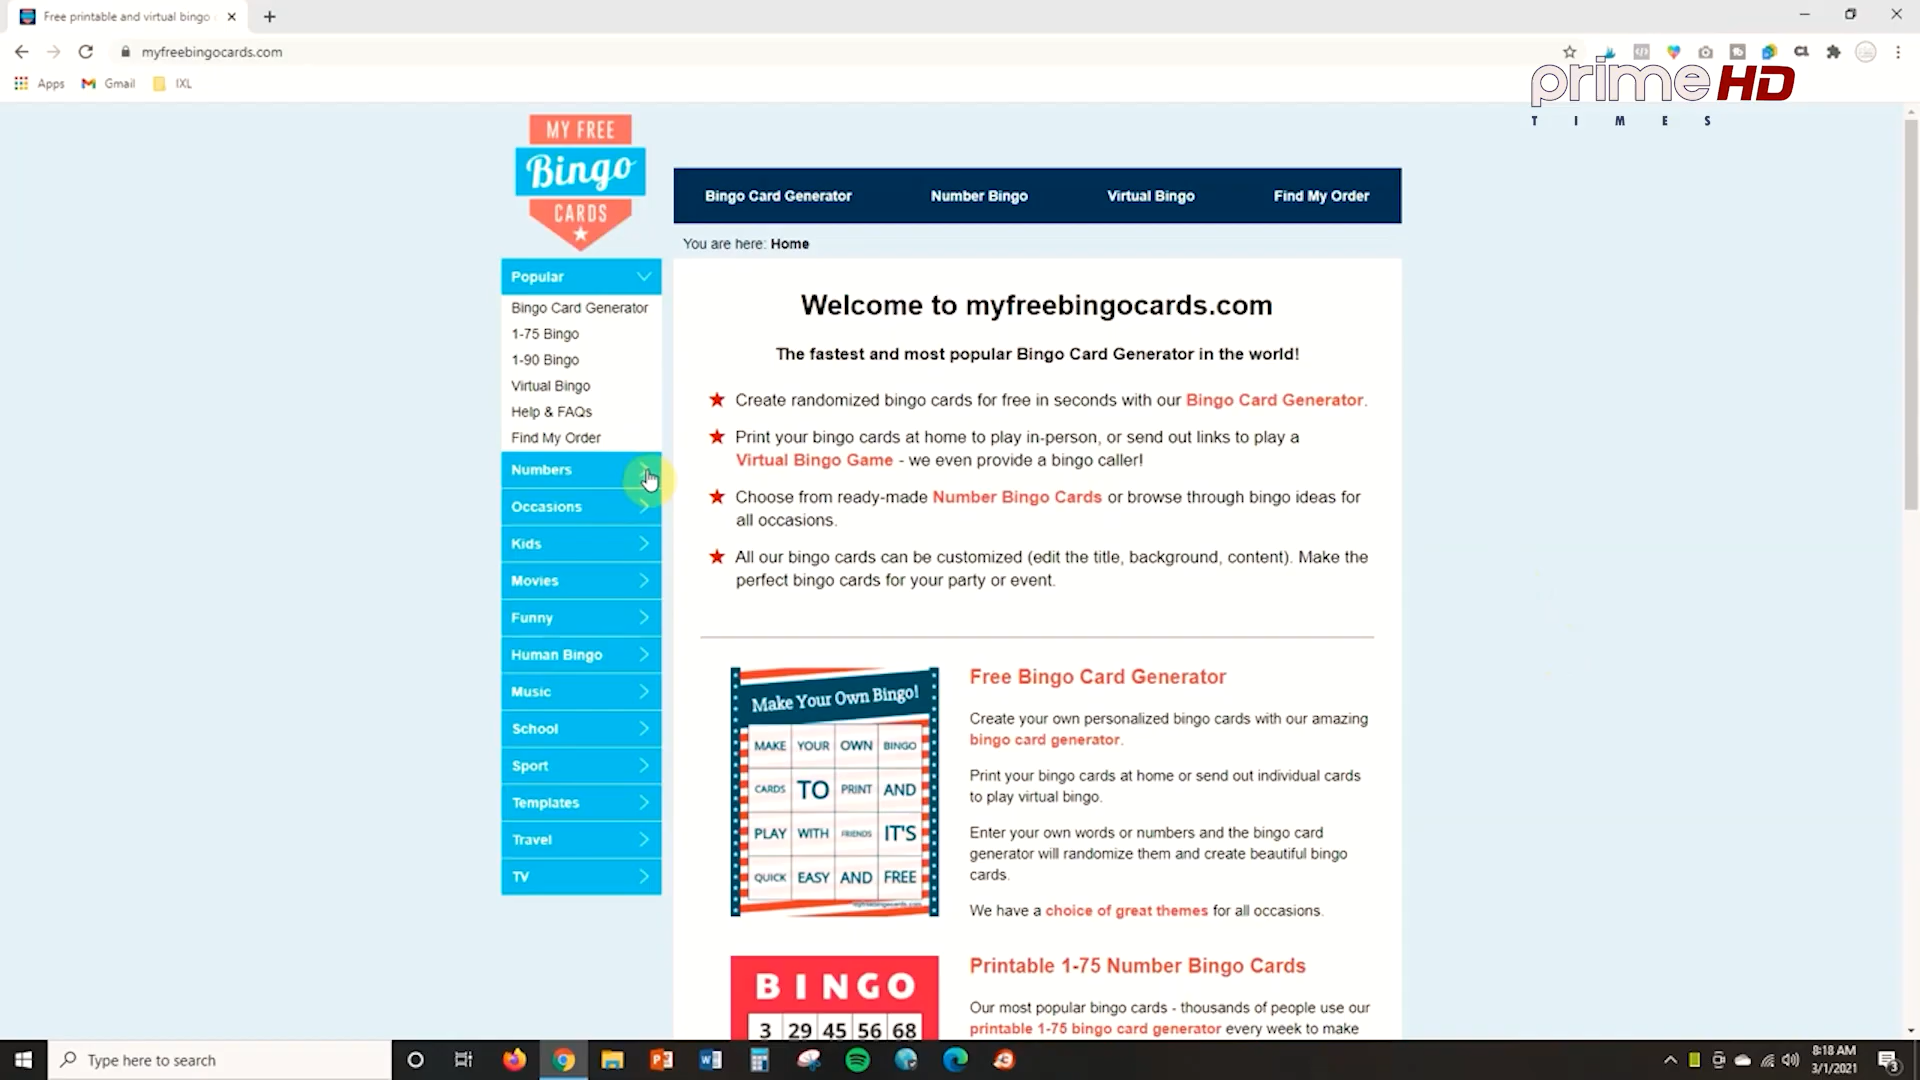 Free printable and virtual bingo
myfreebingocards.com
Apps
Gmail
IXL
prime HD
TIMES
MY FREE
Bingo
CARDS
Bingo Card Generator
Number Bingo
Virtual Bingo
Find My Order
You are here: Home
Popular
Bingo Card Generator
1-75 Bingo
1-90 Bingo
Virtual Bingo
Help & FAQs
Find My Order
Numbers
Occasions
Kids
Movies
Funny
Human Bingo
Music
School
Sport
Templates
Travel
TV
Welcome to myfreebingocards.com
The fastest and most popular Bingo Card Generator in the world!
Create randomized bingo cards for free in seconds with our Bingo Card Generator.
Print your bingo cards at home to play in-person, or send out links to play a
Virtual Bingo Game - we even provide a bingo caller!
Choose from ready-made Number Bingo Cards or browse through bingo ideas for
all occasions.
All our bingo cards can be customized (edit the title, background, content). Make the
perfect bingo cards for your party or event.
Make Your Own Bingo!
MAKE YOUR OWN BINGO
CARDS TO PRINT AND
PLAY WITH FRIENDS IT'S
QUICK EASY AND FREE
myfreebingocards.com
Free Bingo Card Generator
Create your own personalized bingo cards with our amazing
bingo card generator.
Print your bingo cards at home or send out individual cards
to play virtual bingo.
Enter your own words or numbers and the bingo card
generator will randomize them and create beautiful bingo
cards.
We have a choice of great themes for all occasions.
BINGO
3 29 45 56 68
Printable 1-75 Number Bingo Cards
Our most popular bingo cards - thousands of people use our
printable 1-75 bingo card generator every week to make
Type here to search
8:18 AM
3/1/2021
3